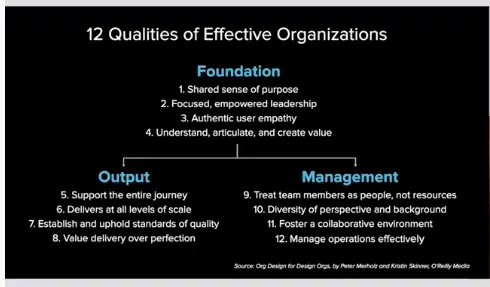 12 Qualities of Effective Organizations
Foundation
1. Shared sense of purpose
2. Focused, empowered leadership
3. Authentic user empathy
4. Understand, articulate, and create value
Output
5. Support the entire journey
6. Delivers at all levels of scale
7. Establish and uphold standards of quality
8. Value delivery over perfection
Management
9. Treat team members as people, not resources
10. Diversity of perspective and background
11. Foster a collaborative environment
12. Manage operations effectively
Source: Org Design for Design Orgs, by Peter Merholz and Kristin Skinner, O'Reilly Media